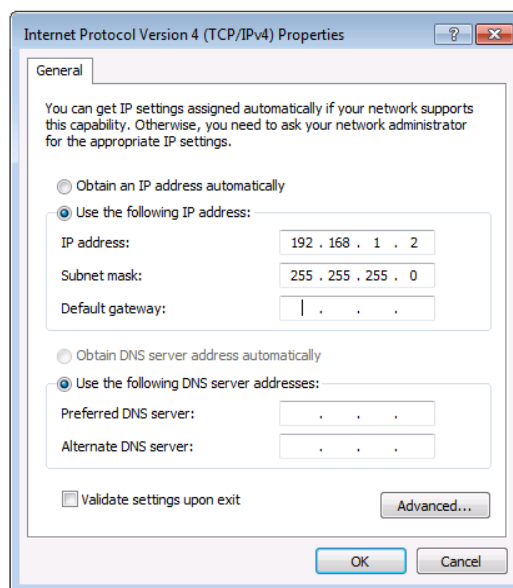 Internet Protocol Version 4 (TCP/IPv4) Properties
General
You can get IP settings assigned automatically if your network supports
this capability. Otherwise, you need to ask your network administrator
for the appropriate IP settings.
Obtain an IP address automatically
Use the following IP address:
IP address: 192 . 168 . 1 . 2
Subnet mask: 255 . 255 . 255 . 0
Default gateway: . . .
Obtain DNS server address automatically
Use the following DNS server addresses:
Preferred DNS server: . . .
Alternate DNS server: . . .
Validate settings upon exit
Advanced...
OK Cancel